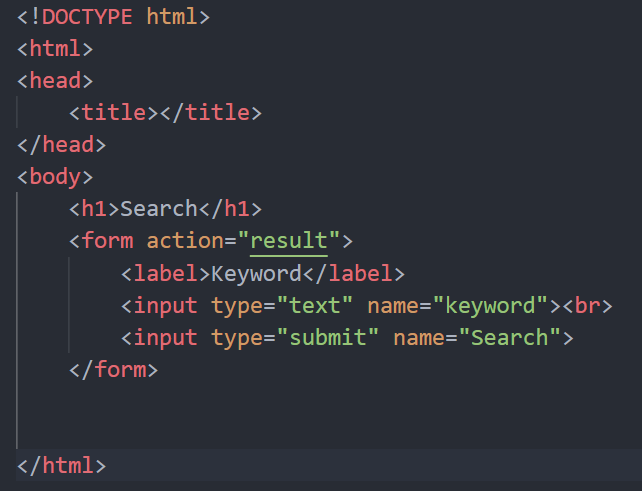 <!DOCTYPE html>
<html>
<head>
    <title></title>
</head>
<body>
    <h1>Search</h1>
    <form action="result">
        <label>Keyword</label>
        <input type="text" name="keyword"><br>
        <input type="submit" name="Search">
    </form>
</html>